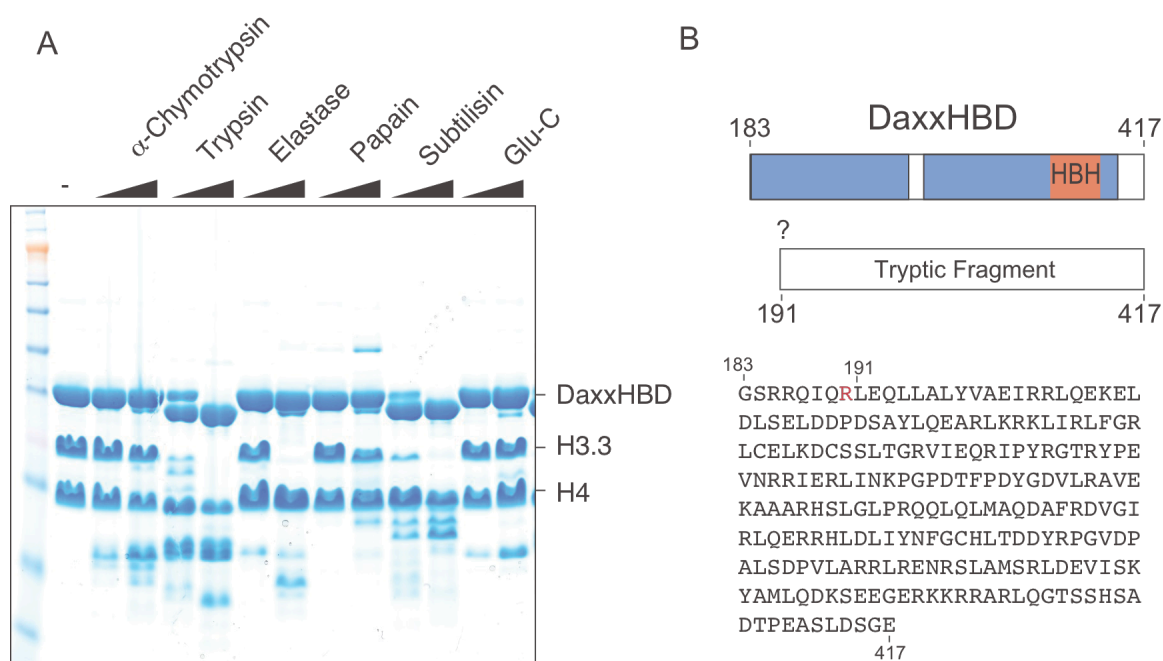 A
α-Chymotrypsin
Trypsin
Elastase
Papain
Subtilisin
Glu-C
-
DaxxHBD
H3.3
H4
B
DaxxHBD
183
417
HBH
?
Tryptic Fragment
191
417
183
191
GSRRQIQRLEQLLALYVAEIRRLQEKEL
DLSELDDPDSAYLQEARLKRKLIRLFGR
LCELKDCSSLTGRVIEQRIPYRGTRYPE
VNRRIERLINKPGPDTFPDYGDVLRAVE
KAAARHSLGLPRQQLQLMAQDAFRDVGI
RLQERRHLDLIYNFGCHLTDDYRPGVDP
ALSDPVLARRLRENRSLAMSRLDEVISK
YAMLQDKSEEGERKKRRARLQGTSSHSA
DTPEASLDSGE
417